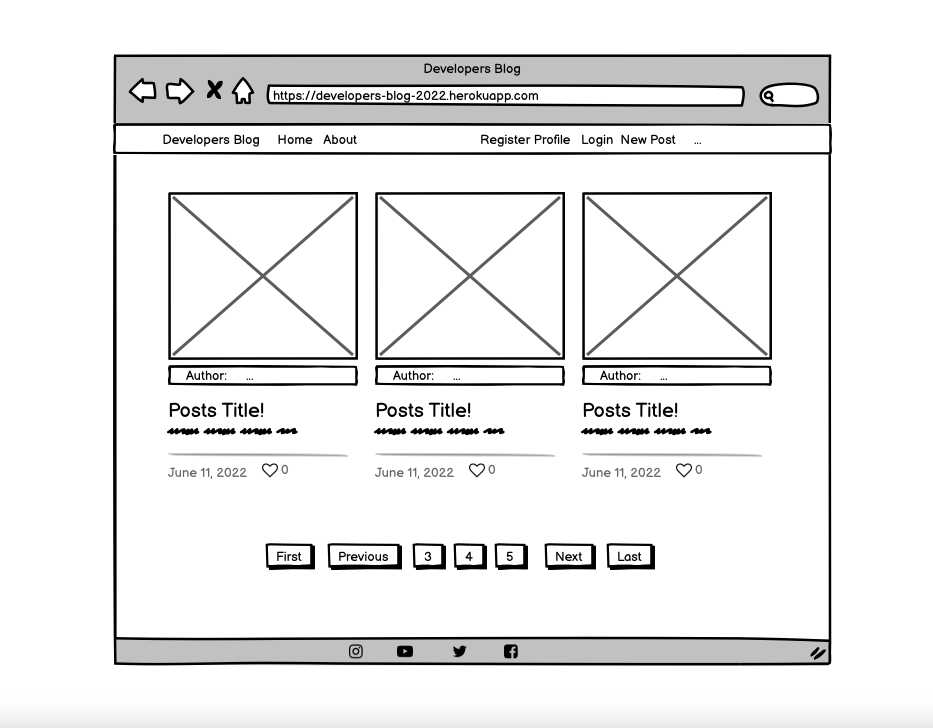 Developers Blog
https://developers-blog-2022.herokuapp.com
Developers Blog Home About Register Profile Login New Post ...
Author: ... Author: ... Author: ...
Posts Title! Posts Title! Posts Title!
June 11, 2022 0 June 11, 2022 0 June 11, 2022 0
First Previous 3 4 5 Next Last